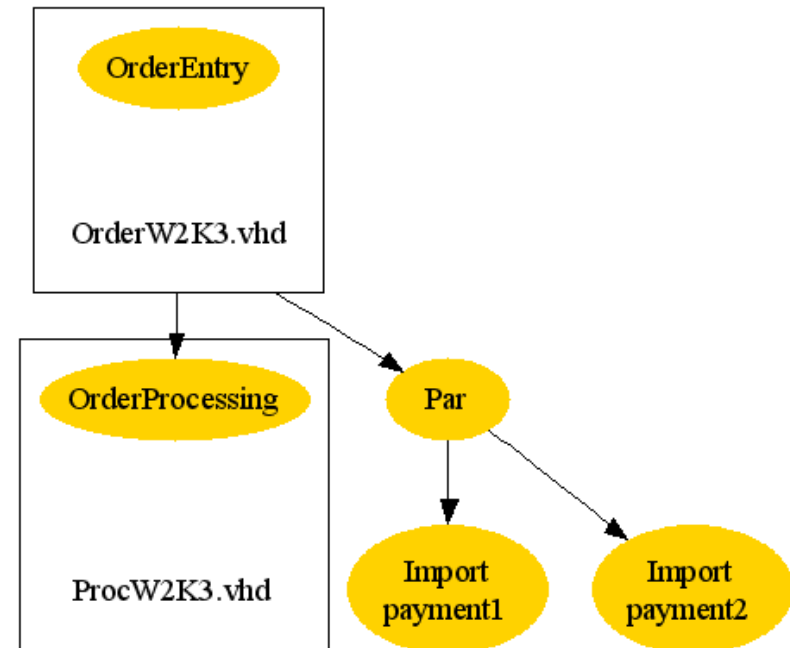 OrderEntry
OrderW2K3.vhd
OrderProcessing
Par
ProcW2K3.vhd
Import
payment1
Import
payment2